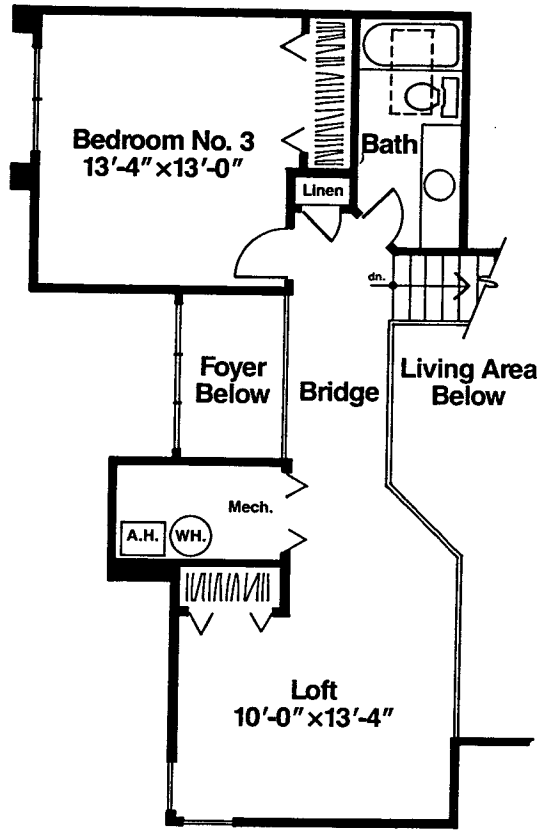 Bedroom No. 3
13'-4" × 13'-0"
Bath
Linen
dn.
Foyer
Below
Bridge
Living Area
Below
Mech.
A.H.
WH.
Loft
10'-0" × 13'-4"